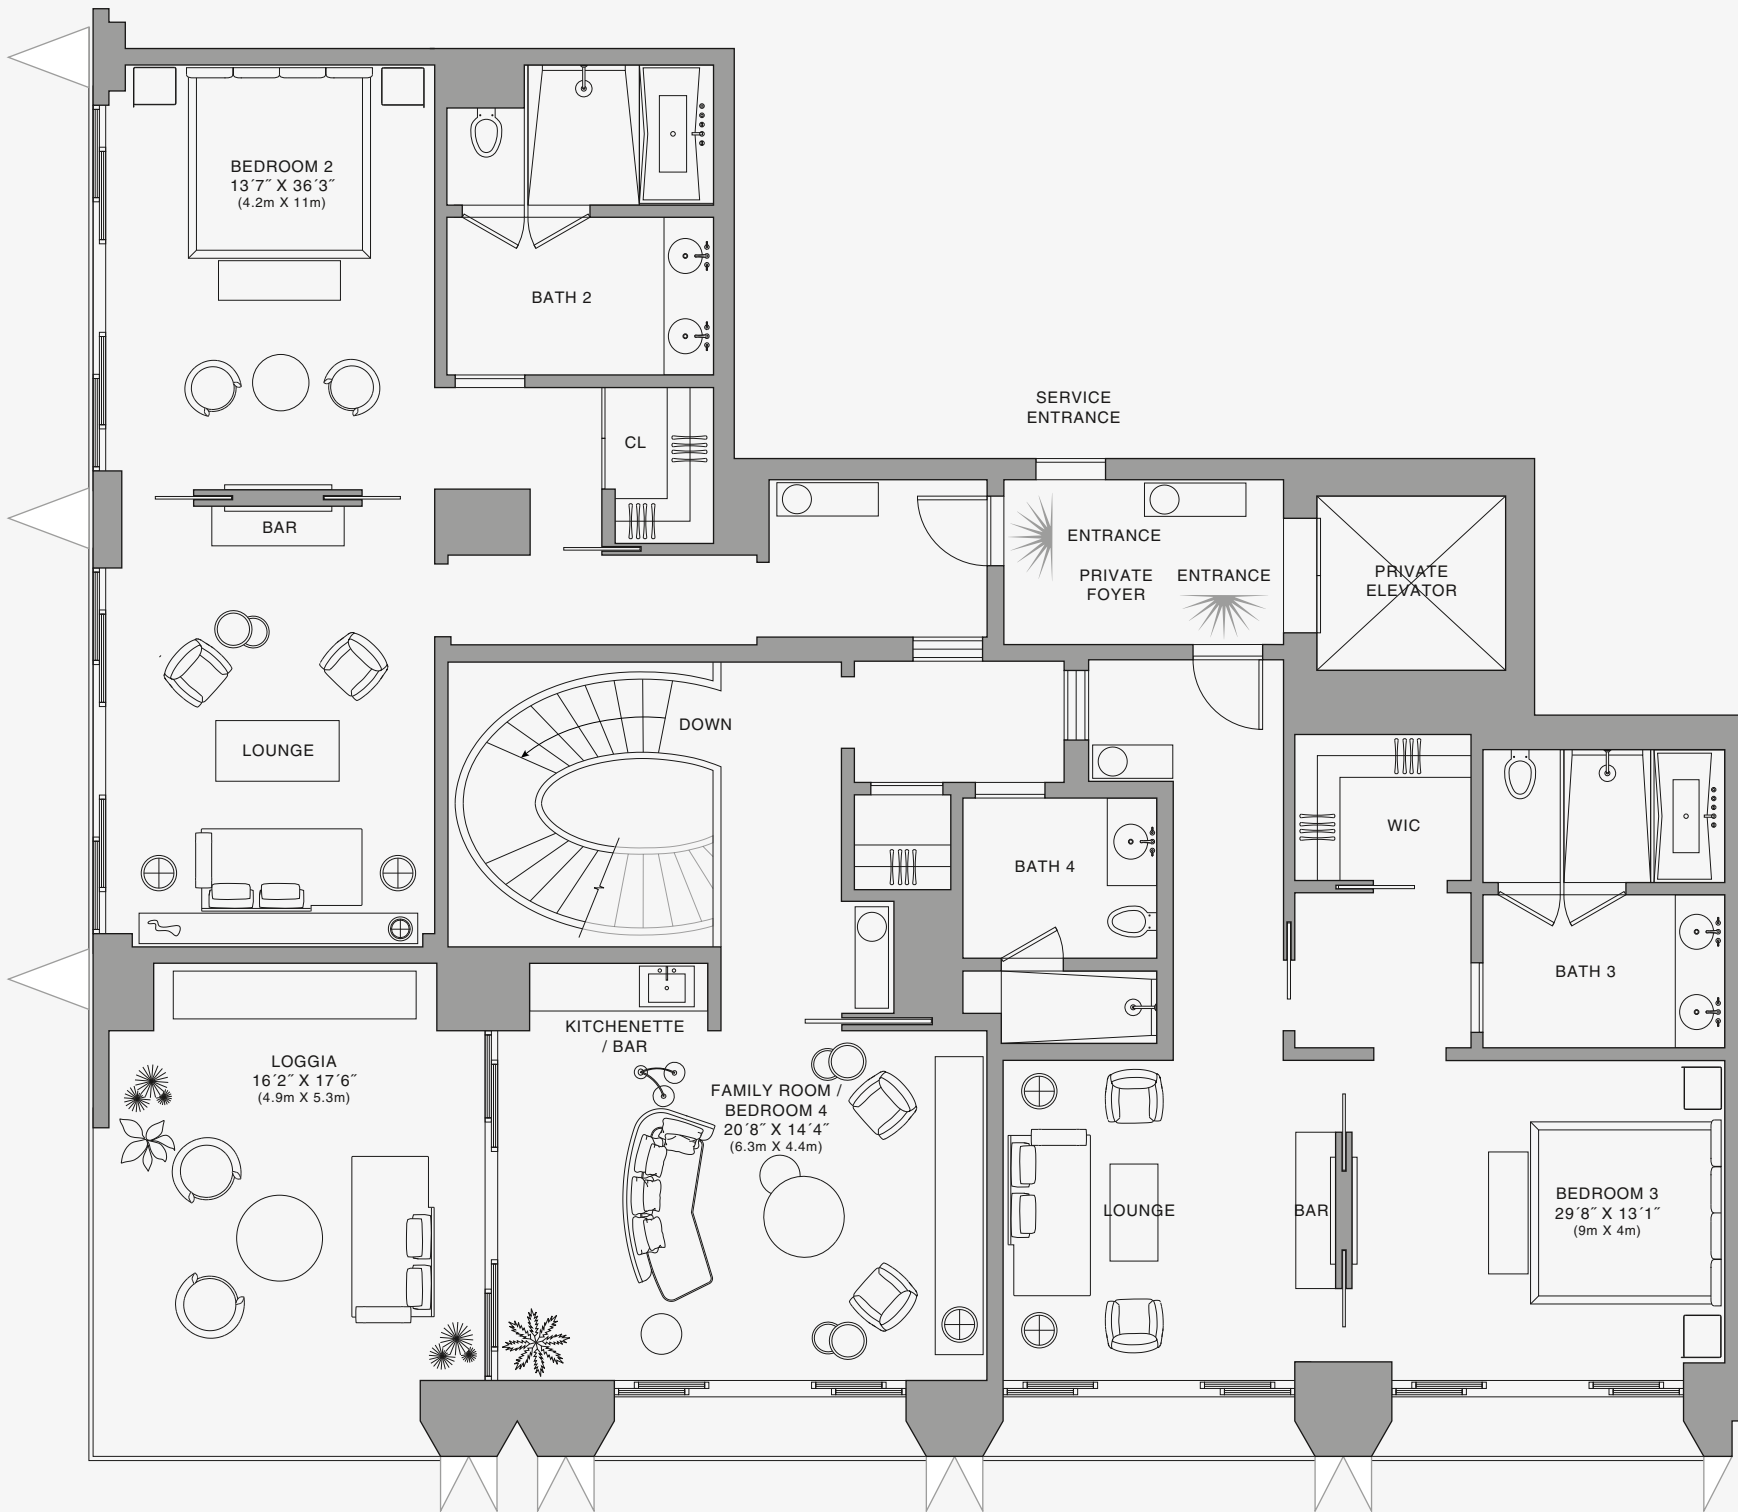 BEDROOM 2
13´7˝ X 36´3˝
(4.2m X 11m)
BATH 2
CL
SERVICE
ENTRANCE
BAR
ENTRANCE
PRIVATE
FOYER
ENTRANCE
PRIVATE
ELEVATOR
DOWN
LOUNGE
WIC
BATH 4
BATH 3
KITCHENETTE
/ BAR
LOGGIA
16´2˝ X 17´6˝
(4.9m X 5.3m)
FAMILY ROOM /
BEDROOM 4
20´8˝ X 14´4˝
(6.3m X 4.4m)
LOUNGE
BAR
BEDROOM 3
29´8˝ X 13´1˝
(9m X 4m)